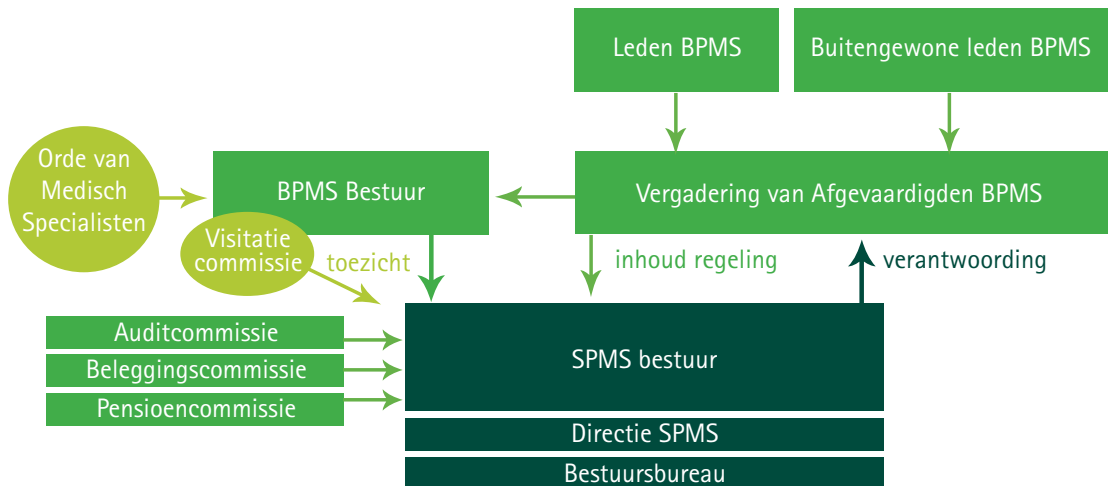 Leden BPMS
Buitengewone leden BPMS
Orde van
Medisch
Specialisten
BPMS Bestuur
Vergadering van Afgevaardigden BPMS
Visitatie
commissie
toezicht
inhoud regeling
verantwoording
Auditcommissie
Beleggingscommissie
Pensioencommissie
SPMS bestuur
Directie SPMS
Bestuursbureau